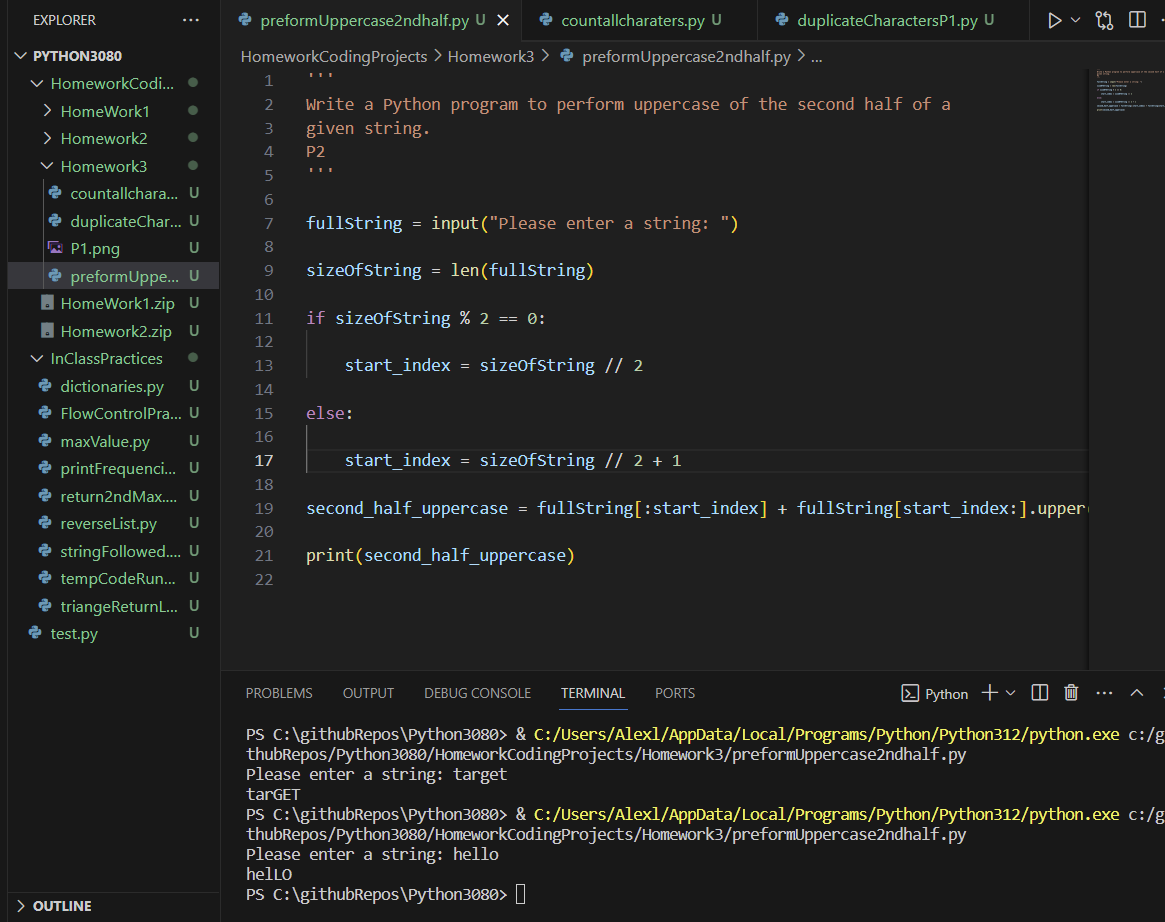 EXPLORER
PYTHON3080
HomeworkCodi...
HomeWork1
Homework2
Homework3
countallchara... U
duplicateChar... U
P1.png U
preformUppe... U
HomeWork1.zip U
Homework2.zip U
InClassPractices
dictionaries.py U
FlowControlPra... U
maxValue.py U
printFrequenci... U
return2ndMax.... U
reverseList.py U
stringFollowed.... U
tempCodeRun... U
triangeReturnL... U
test.py U
OUTLINE
preformUppercase2ndhalf.py U
countallcharaters.py U
duplicateCharactersP1.py U
HomeworkCodingProjects > Homework3 > preformUppercase2ndhalf.py > ...
1 '''
2 Write a Python program to perform uppercase of the second half of a
3 given string.
4 P2
5 '''
6
7 fullString = input("Please enter a string: ")
8
9 sizeOfString = len(fullString)
10
11 if sizeOfString % 2 == 0:
12
13 start_index = sizeOfString // 2
14
15 else:
16
17 start_index = sizeOfString // 2 + 1
18
19 second_half_uppercase = fullString[:start_index] + fullString[start_index:].upper(
20
21 print(second_half_uppercase)
22
PROBLEMS OUTPUT DEBUG CONSOLE TERMINAL PORTS Python
PS C:\githubRepos\Python3080> & C:/Users/Alexl/AppData/Local/Programs/Python/Python312/python.exe c:/g
thubRepos/Python3080/HomeworkCodingProjects/Homework3/preformUppercase2ndhalf.py
Please enter a string: target
tarGET
PS C:\githubRepos\Python3080> & C:/Users/Alexl/AppData/Local/Programs/Python/Python312/python.exe c:/g
thubRepos/Python3080/HomeworkCodingProjects/Homework3/preformUppercase2ndhalf.py
Please enter a string: hello
helLO
PS C:\githubRepos\Python3080>